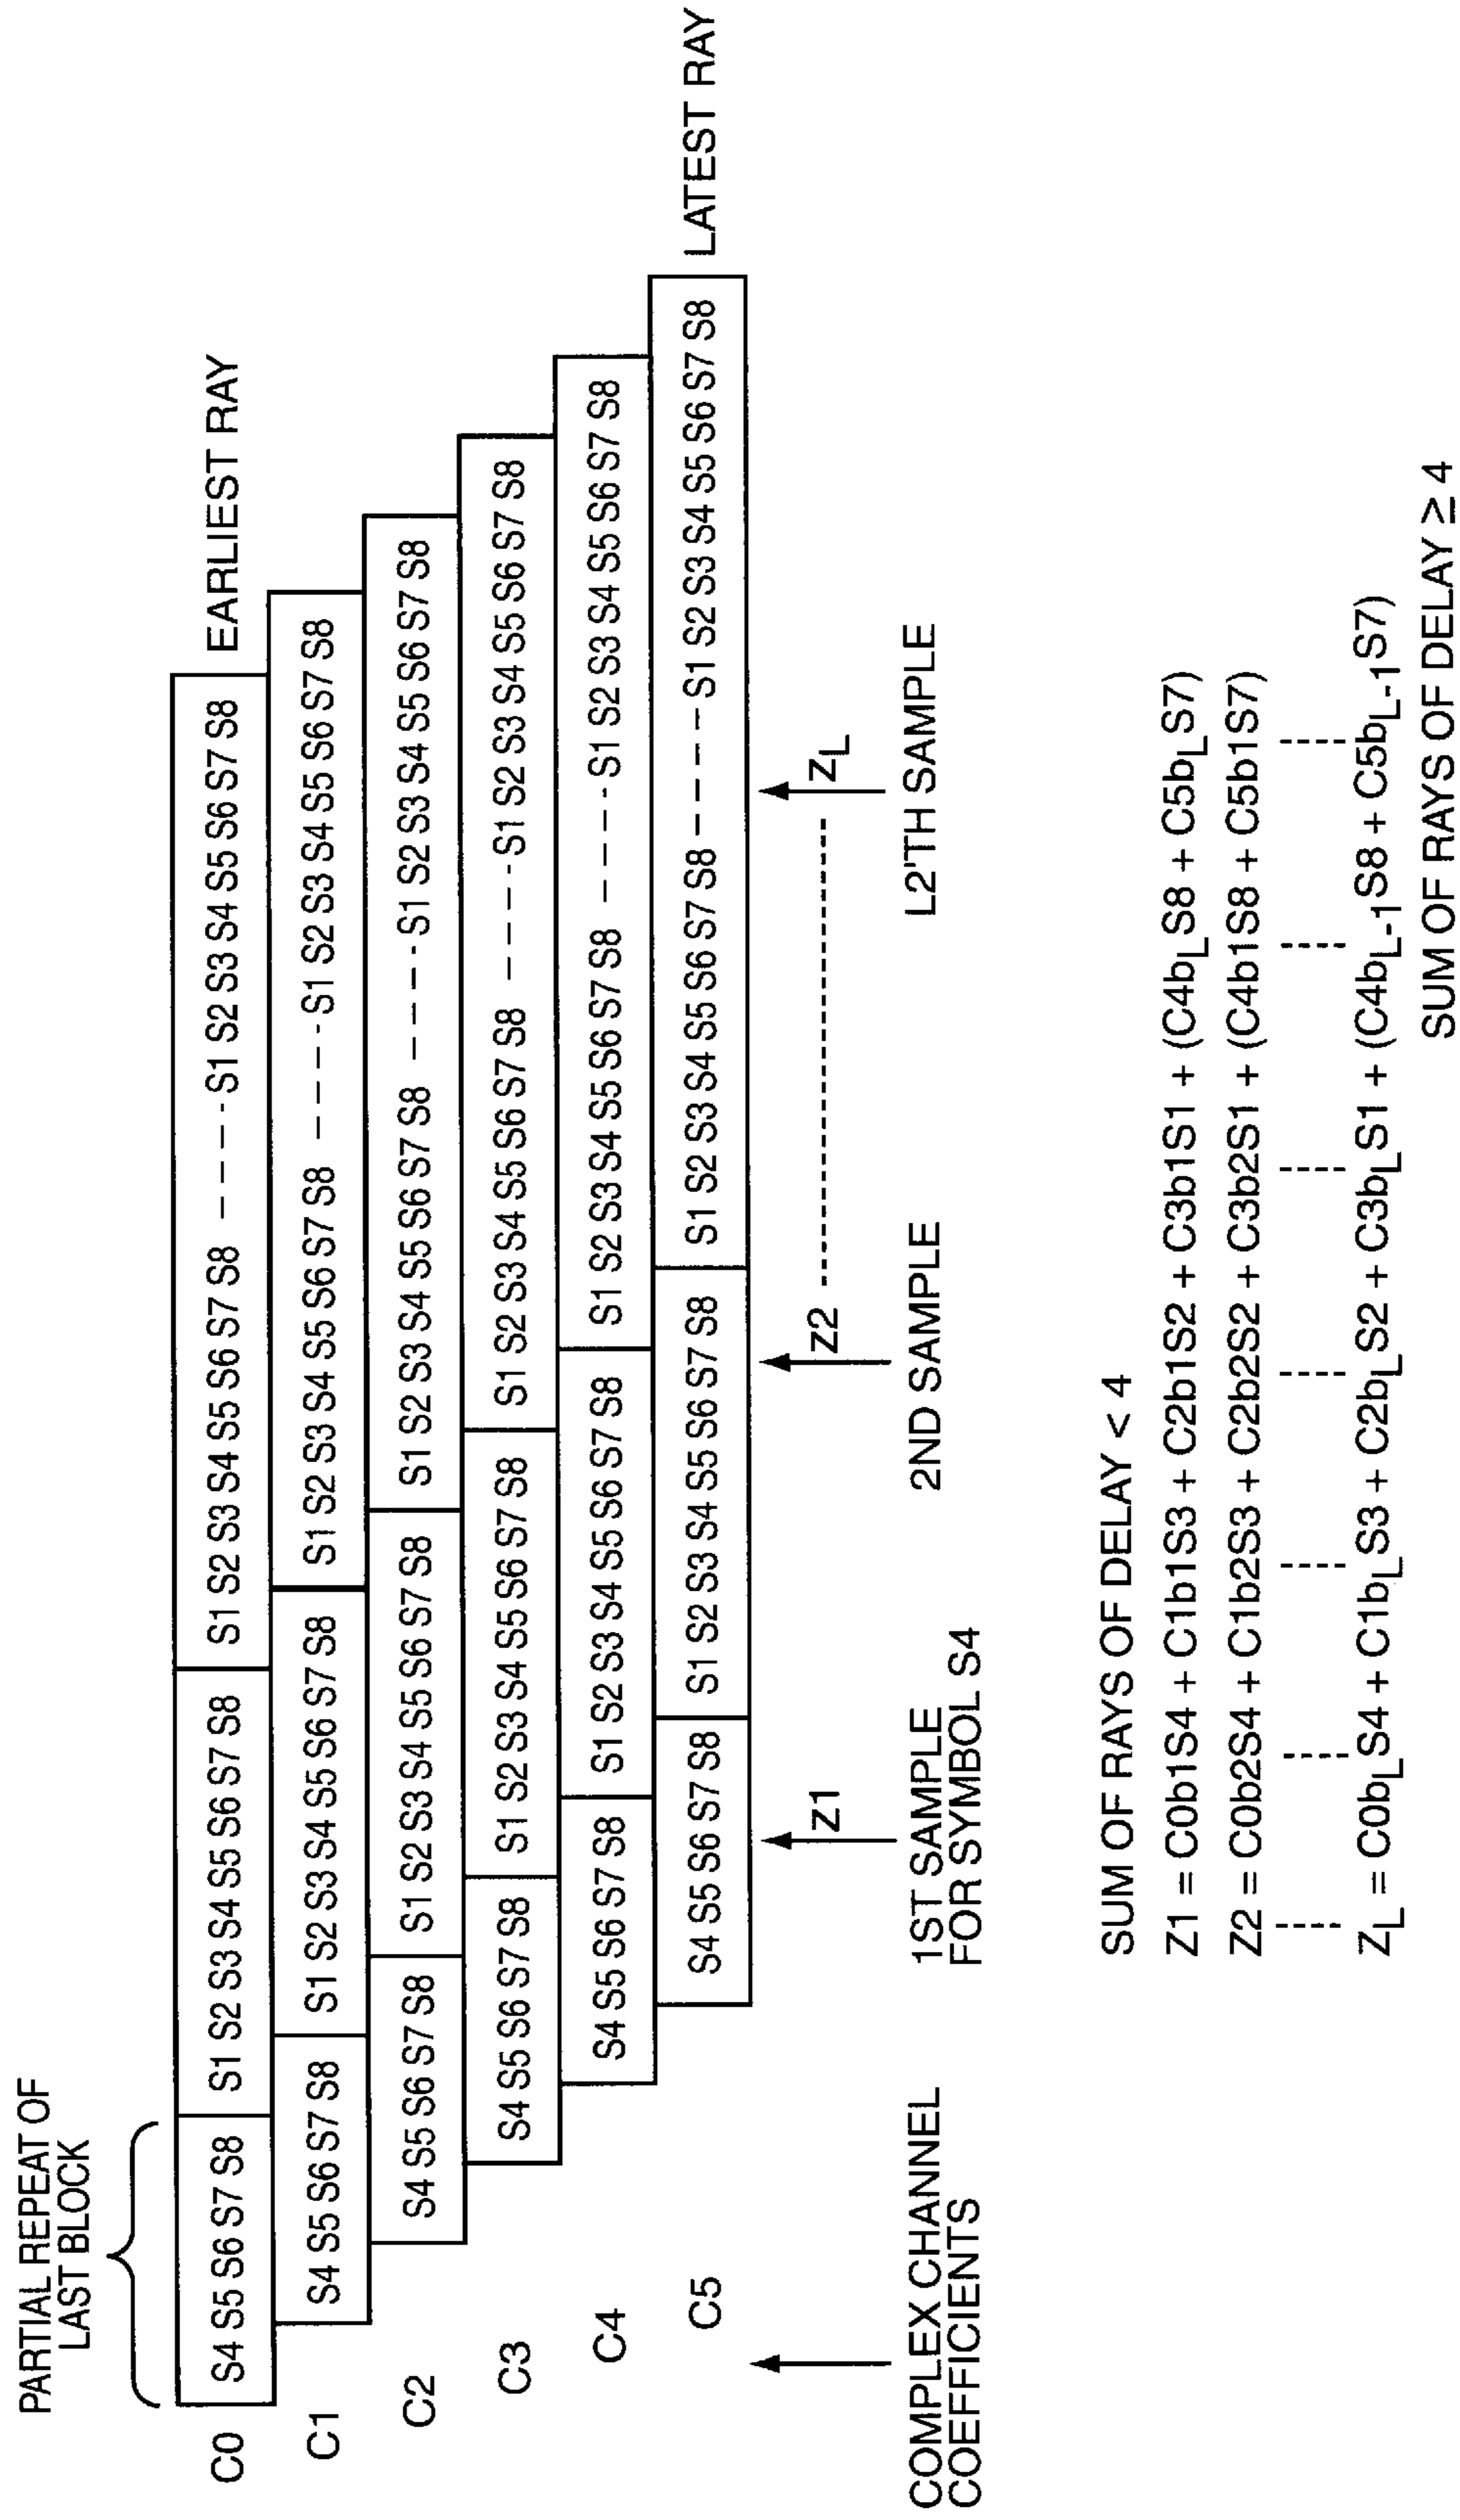 PARTIAL REPEAT OF
LAST BLOCK
C0 S4 S5 S6 S7 S8 S1 S2 S3 S4 S5 S6 S7 S8 S1 S2 S3 S4 S5 S6 S7 S8 – – – - S1 S2 S3 S4 S5 S6 S7 S8 EARLIEST RAY
C1 S4 S5 S6 S7 S8 S1 S2 S3 S4 S5 S6 S7 S8 S1 S2 S3 S4 S5 S6 S7 S8 – – – - S1 S2 S3 S4 S5 S6 S7 S8
C2 S4 S5 S6 S7 S8 S1 S2 S3 S4 S5 S6 S7 S8 S1 S2 S3 S4 S5 S6 S7 S8 – – – - S1 S2 S3 S4 S5 S6 S7 S8
C3 S4 S5 S6 S7 S8 S1 S2 S3 S4 S5 S6 S7 S8 S1 S2 S3 S4 S5 S6 S7 S8 – – – - S1 S2 S3 S4 S5 S6 S7 S8
C4 S4 S5 S6 S7 S8 S1 S2 S3 S4 S5 S6 S7 S8 S1 S2 S3 S4 S5 S6 S7 S8 – – – - S1 S2 S3 S4 S5 S6 S7 S8
C5 S4 S5 S6 S7 S8 S1 S2 S3 S4 S5 S6 S7 S8 S1 S2 S3 S4 S5 S6 S7 S8 – – – – S1 S2 S3 S4 S5 S6 S7 S8 LATEST RAY
Z1 Z2 ZL
COMPLEX CHANNEL
COEFFICIENTS
1ST SAMPLE
FOR SYMBOL S4
2ND SAMPLE
L2'TH SAMPLE
SUM OF RAYS OF DELAY < 4
Z1 = C0b1S4 + C1b1S3 + C2b1S2 + C3b1S1 + (C4bLS8 + C5bLS7)
Z2 = C0b2S4 + C1b2S3 + C2b2S2 + C3b2S1 + (C4b1S8 + C5b1S7)
ZL = C0bLS4 + C1bLS3 + C2bLS2 + C3bLS1 + (C4bL-1S8 + C5bL-1S7)
SUM OF RAYS OF DELAY ≥ 4